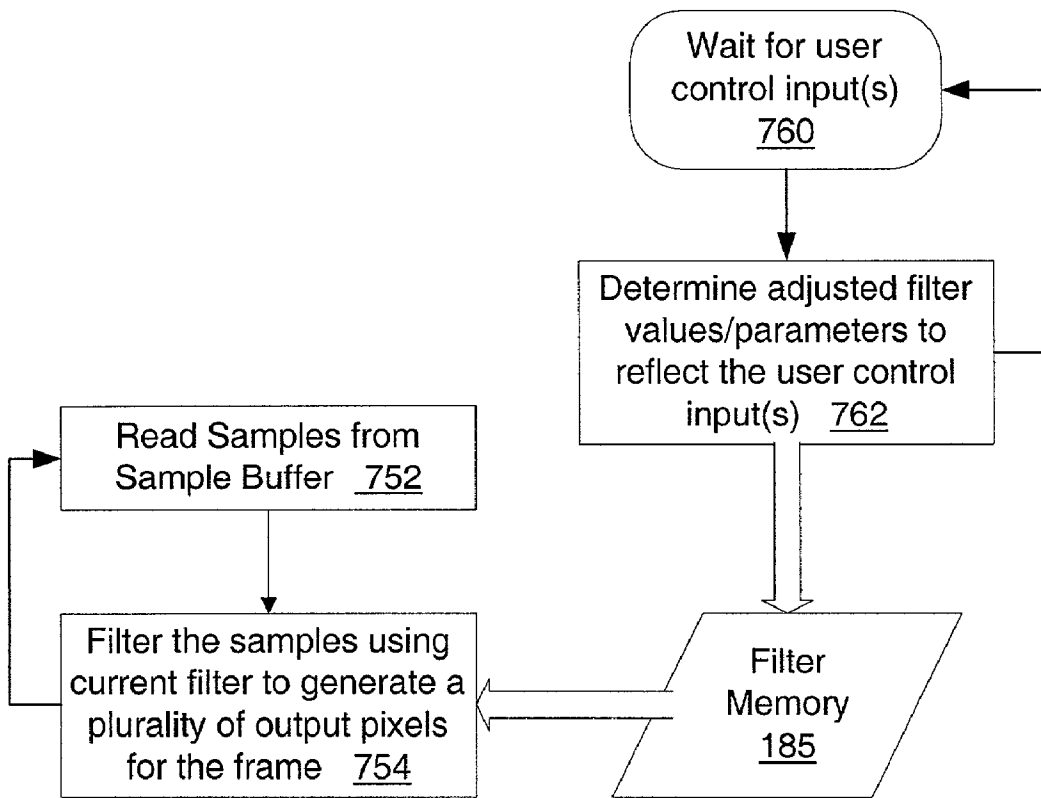 Wait for user
control input(s)
760
Determine adjusted filter
values/parameters to
reflect the user control
input(s) 762
Read Samples from
Sample Buffer 752
Filter the samples using
current filter to generate a
plurality of output pixels
for the frame 754
Filter
Memory
185